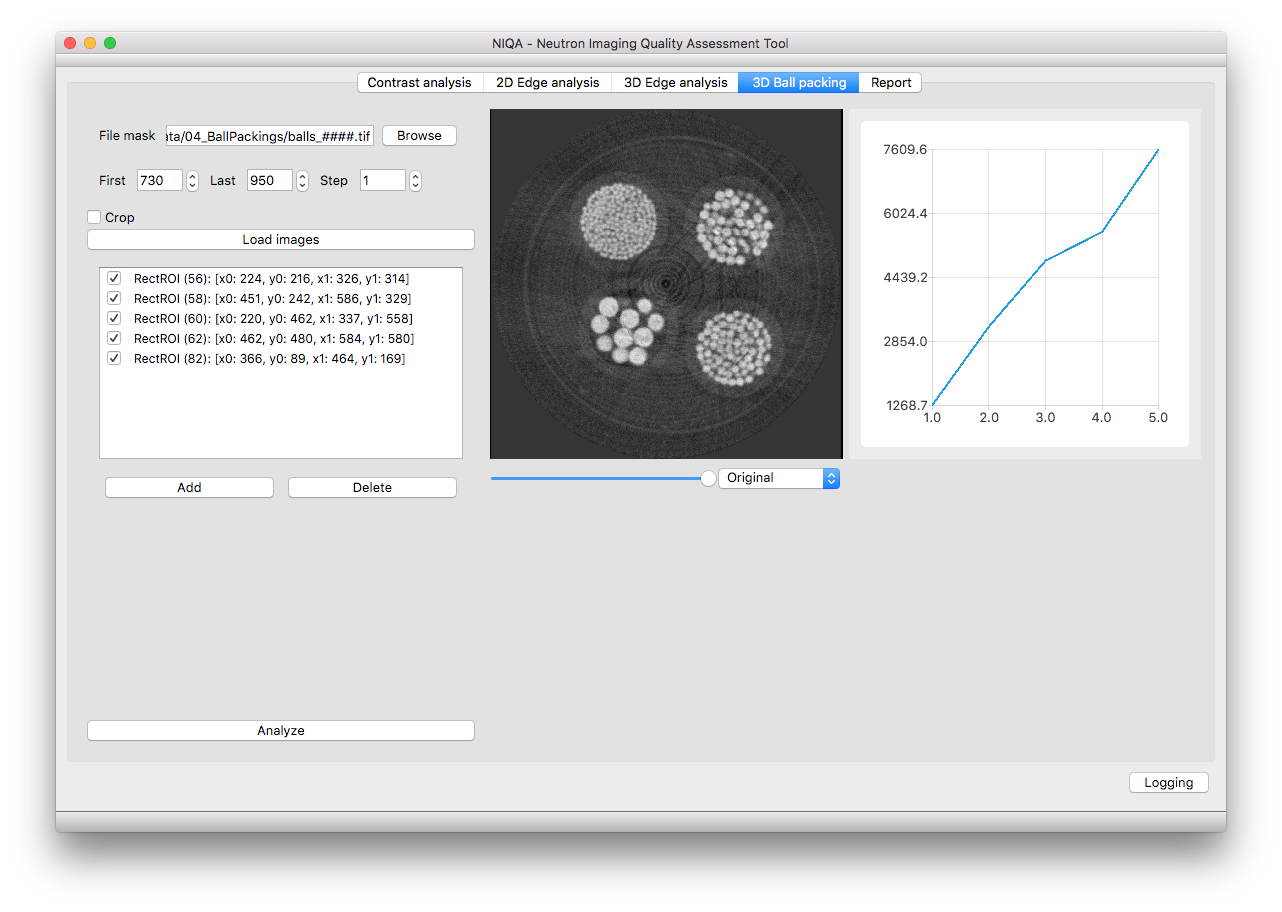 NIQA - Neutron Imaging Quality Assessment Tool
Contrast analysis 2D Edge analysis 3D Edge analysis 3D Ball packing Report
File mask ata/04_BallPackings/balls_####.tif Browse
First 730 Last 950 Step 1
Crop
Load images
RectROI (56): [x0: 224, y0: 216, x1: 326, y1: 314]
RectROI (58): [x0: 451, y0: 242, x1: 586, y1: 329]
RectROI (60): [x0: 220, y0: 462, x1: 337, y1: 558]
RectROI (62): [x0: 462, y0: 480, x1: 584, y1: 580]
RectROI (82): [x0: 366, y0: 89, x1: 464, y1: 169]
Add Delete
Analyze
Original
7609.6
6024.4
4439.2
2854.0
1268.7
1.0 2.0 3.0 4.0 5.0
Logging